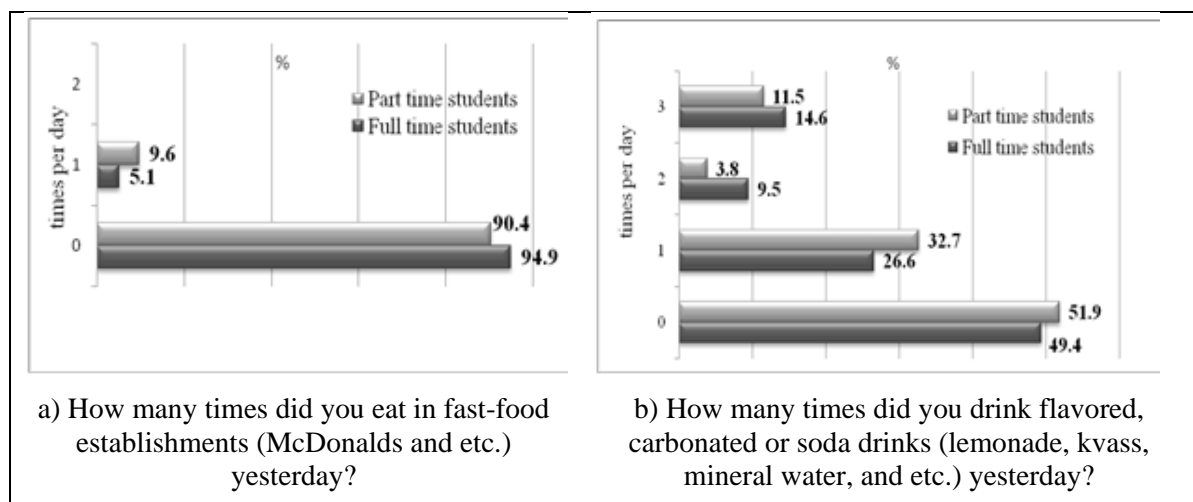 %
2
Part time students
Full time students
9.6
1
5.1
90.4
0
94.9
times per day
a) How many times did you eat in fast-food
establishments (McDonalds and etc.)
yesterday?
%
3
11.5
14.6
Part time students
Full time students
2
3.8
9.5
1
32.7
26.6
0
51.9
49.4
times per day
b) How many times did you drink flavored,
carbonated or soda drinks (lemonade, kvass,
mineral water, and etc.) yesterday?